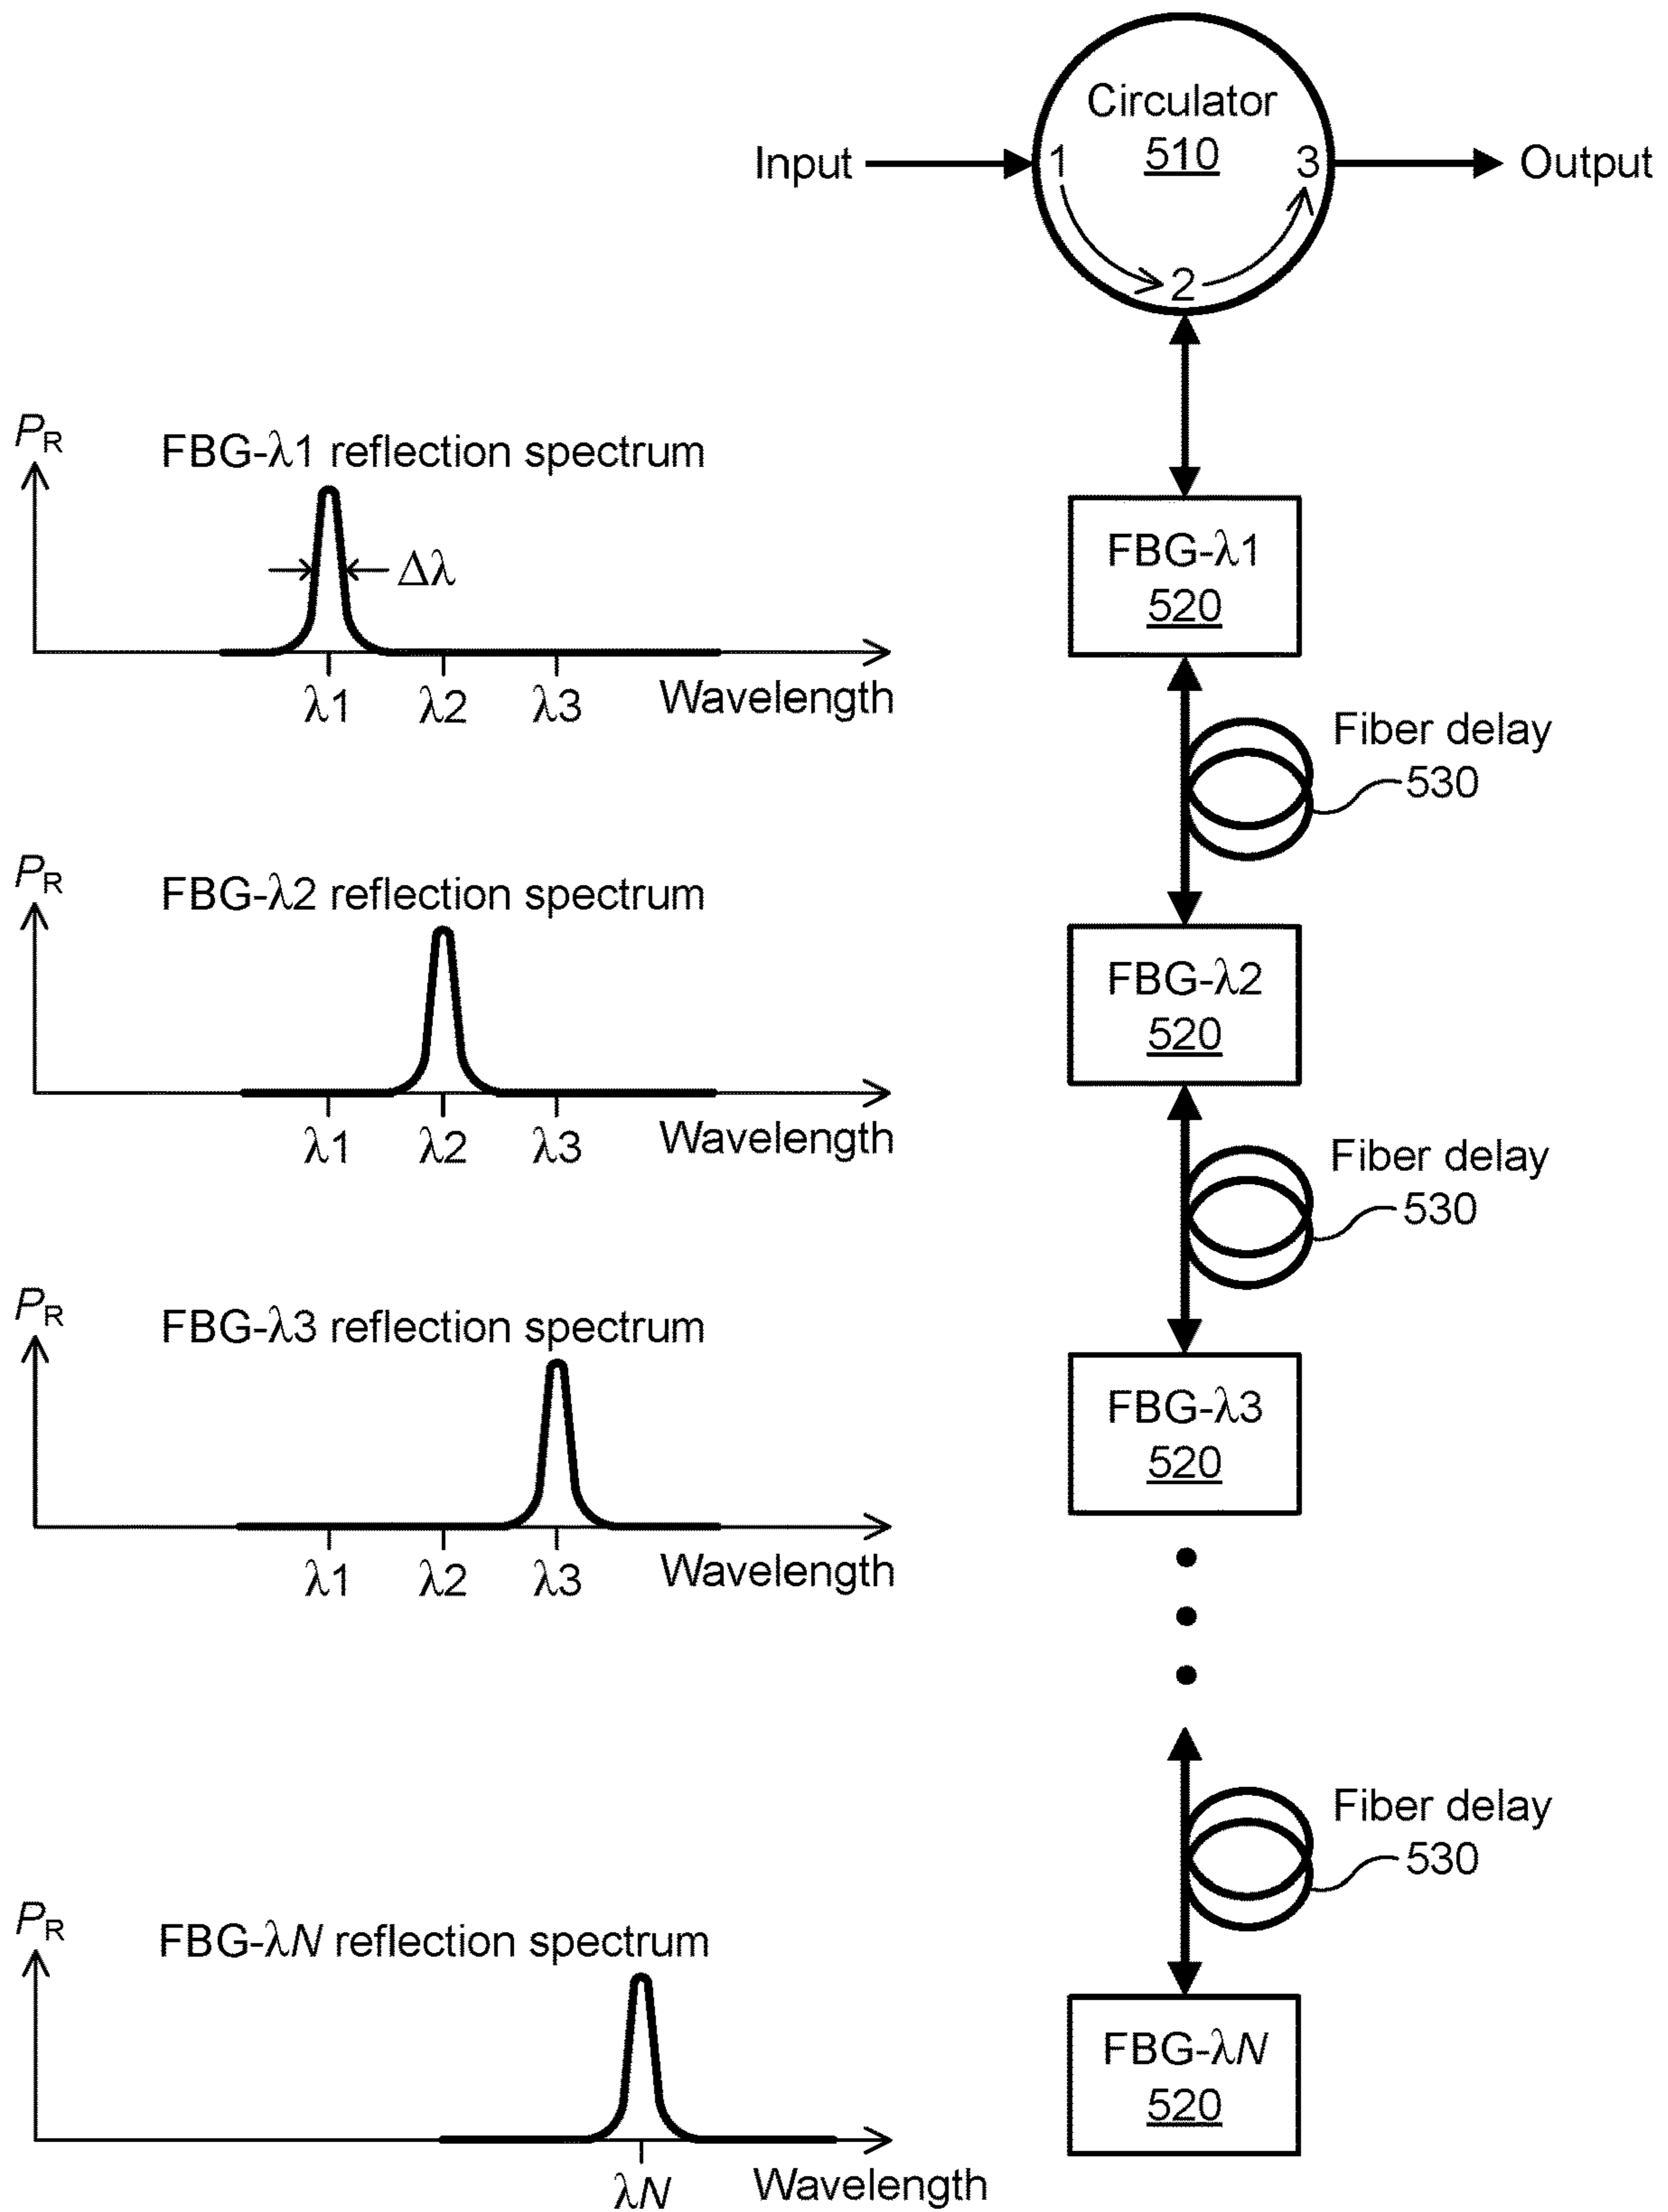 Circulator
510
Input
1
3
Output
2
PR
FBG-λ1 reflection spectrum
Δλ
λ1
λ2
λ3
Wavelength
FBG-λ1
520
Fiber delay
530
PR
FBG-λ2 reflection spectrum
λ1
λ2
λ3
Wavelength
FBG-λ2
520
Fiber delay
530
PR
FBG-λ3 reflection spectrum
λ1
λ2
λ3
Wavelength
FBG-λ3
520
Fiber delay
530
PR
FBG-λN reflection spectrum
λN
Wavelength
FBG-λN
520